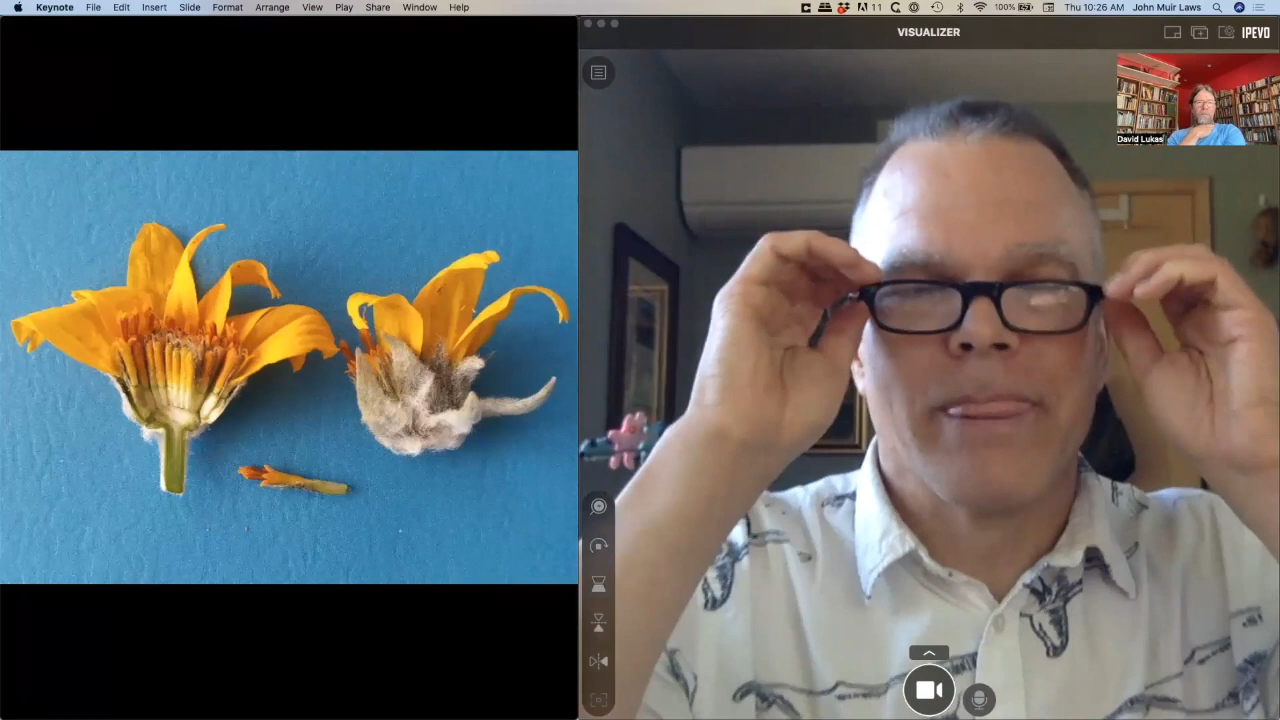 Keynote File Edit Insert Slide Format Arrange View Play Share Window Help 11 100% Thu 10:26 AM John Muir Laws
VISUALIZER IPEVO
David Lukas